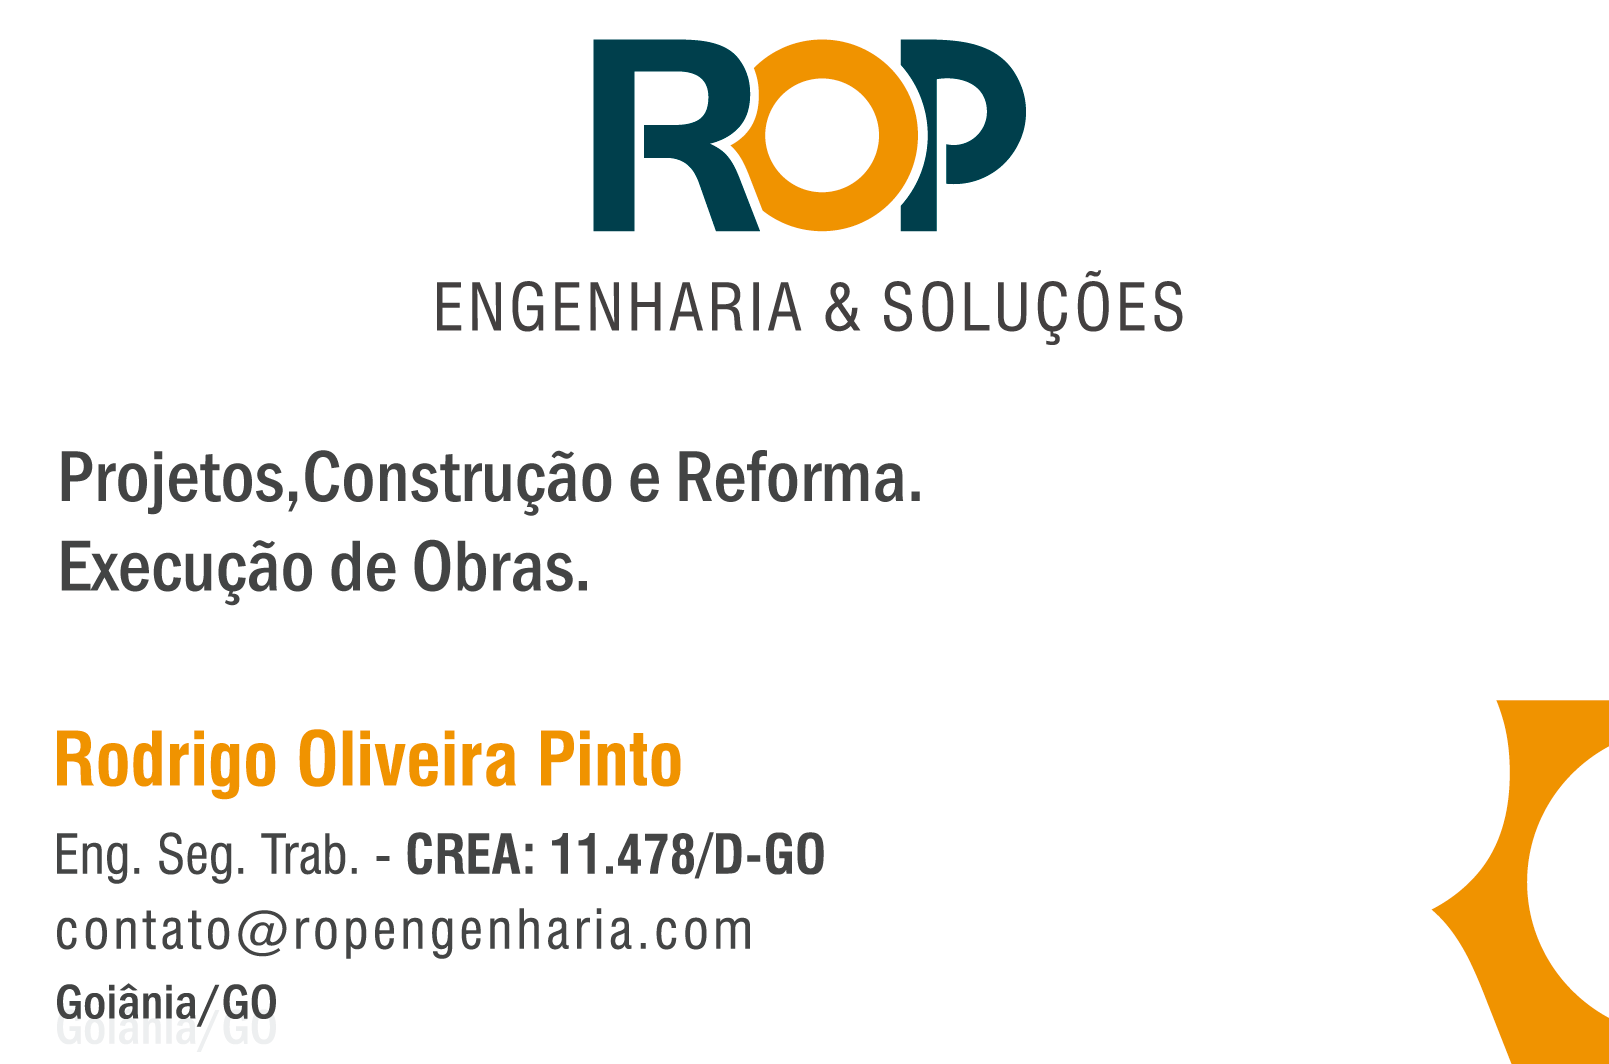 ROP
ENGENHARIA & SOLUÇÕES
Projetos,Construção e Reforma.
Execução de Obras.
Rodrigo Oliveira Pinto
Eng. Seg. Trab. - CREA: 11.478/D-GO
contato@ropengenharia.com
Goiânia/GO